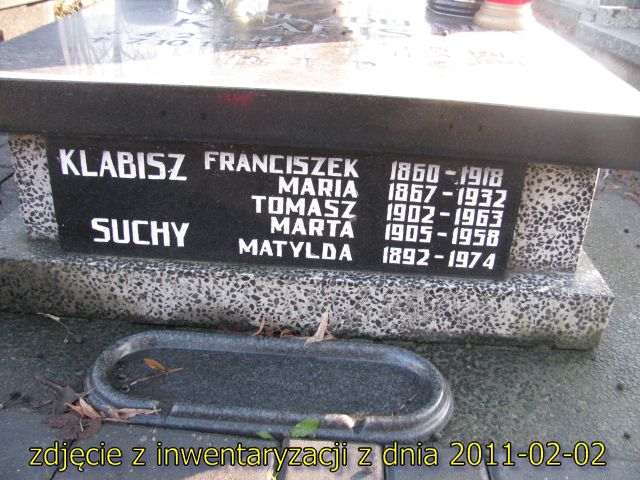 KLABISZ FRANCISZEK 1860-1918
MARIA 1867-1932
TOMASZ 1902-1963
SUCHY MARTA 1905-1958
MATYLDA 1892-1974
zdjęcie z inwentaryzacji z dnia 2011-02-02